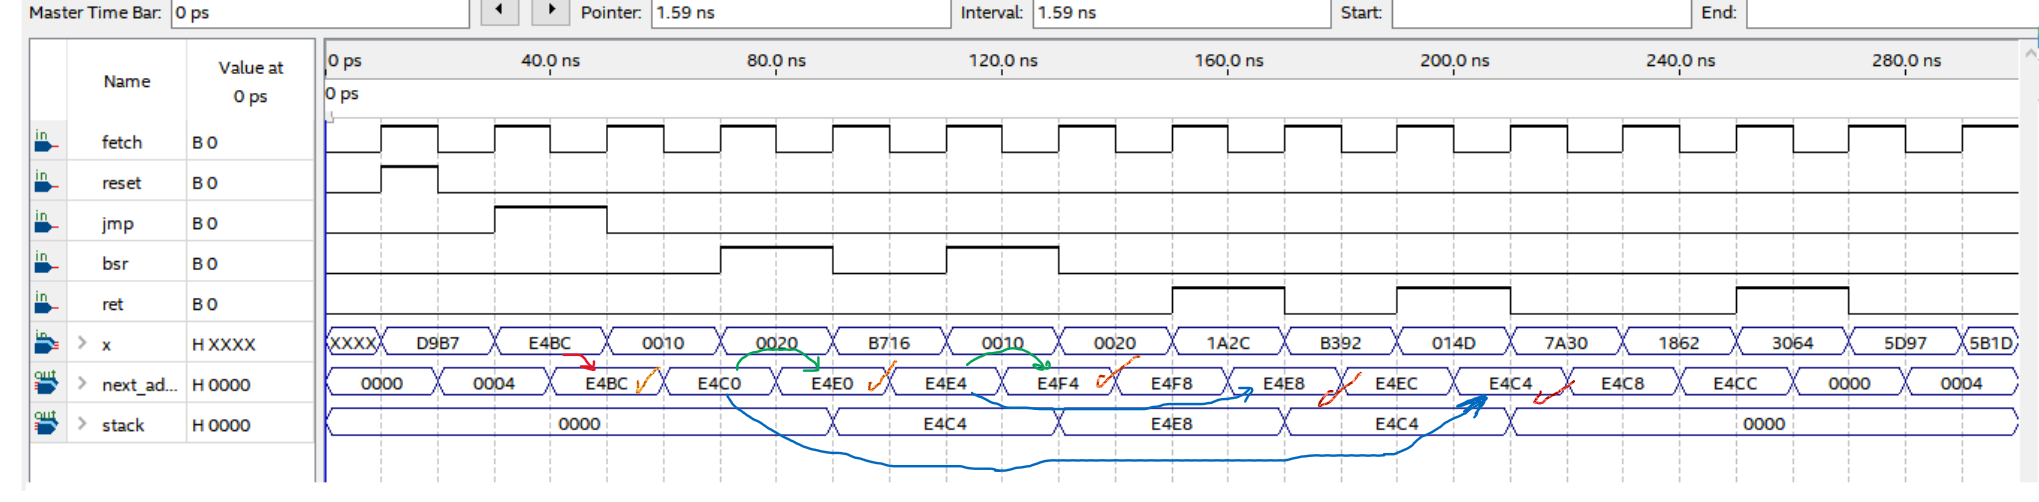 Master Time Bar: 0 ps Pointer: 1.59 ns Interval: 1.59 ns Start: End:
Name Value at 0 ps
0 ps 40.0 ns 80.0 ns 120.0 ns 160.0 ns 200.0 ns 240.0 ns 280.0 ns
0 ps
in fetch B 0
in reset B 0
in jmp B 0
in bsr B 0
in ret B 0
in > x H XXXX XXXX D9B7 E4BC 0010 0020 B716 0010 0020 1A2C B392 014D 7A30 1862 3064 5D97 5B1D
out > next_ad... H 0000 0000 0004 E4BC E4C0 E4E0 E4E4 E4F4 E4F8 E4E8 E4EC E4C4 E4C8 E4CC 0000 0004
out > stack H 0000 0000 E4C4 E4E8 E4C4 0000